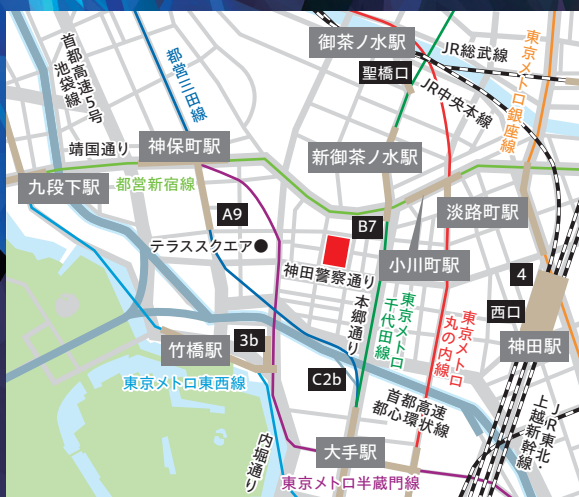 御茶ノ水駅
JR総武線
聖橋口
JR中央本線
東京メトロ銀座線
首都高速5号
池袋線
都営三田線
靖国通り
神保町駅
新御茶ノ水駅
九段下駅
都営新宿線
淡路町駅
A9
B7
テラススクエア
小川町駅
神田警察通り
4
西口
神田駅
本郷通り
東京メトロ
千代田線
東京メトロ
丸の内線
竹橋駅
3b
東京メトロ東西線
C2b
首都高速
都心環状線
JR東北・
上越新幹線
内堀通り
大手駅
東京メトロ半蔵門線